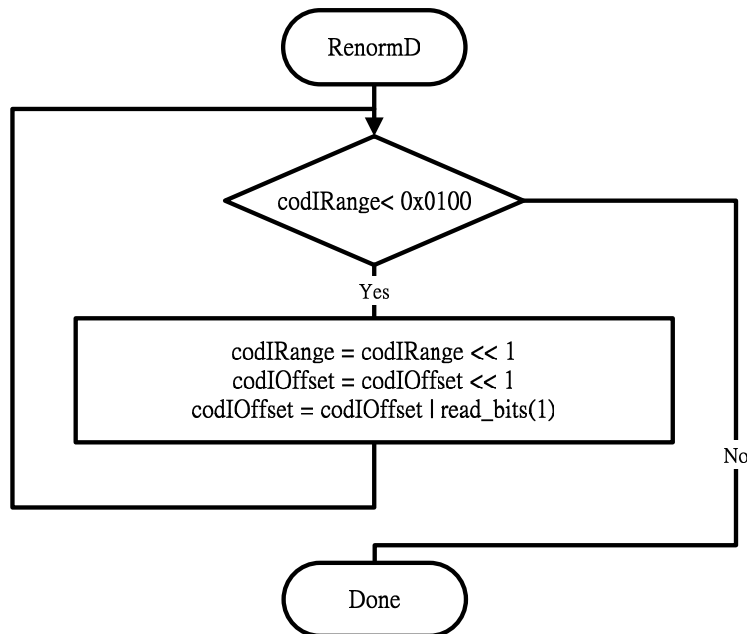 RenormD
codIRange< 0x0100
Yes
codIRange = codIRange << 1
codIOffset = codIOffset << 1
codIOffset = codIOffset | read_bits(1)
No
Done